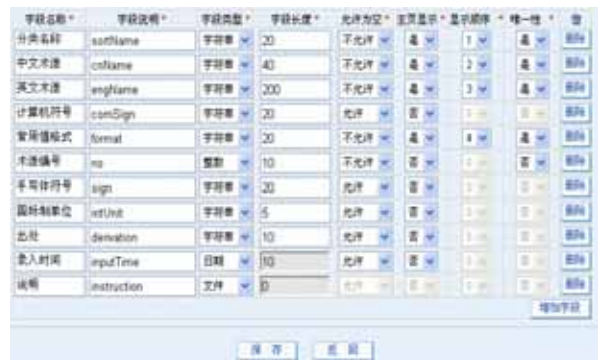 字段名称 * 字段说明 * 字段类型 * 字段长度 * 允许为空 * 主页显示 * 显示顺序 * 唯一性 *
分类名称 sortName 字符串 20 不允许 是 1 是 删除
中文术语 cnName 字符串 40 不允许 是 2 是 删除
英文术语 engName 字符串 200 不允许 是 3 是 删除
计算机符号 comSign 字符串 20 允许 否 删除
常用值格式 format 字符串 20 不允许 是 4 是 删除
术语编号 no 整数 10 不允许 否 否 删除
手写体符号 sign 字符串 20 允许 否 删除
国际制单位 intUnit 字符串 5 允许 否 删除
出处 derivation 字符串 10 允许 否 删除
录入时间 inputTime 日期 10 允许 否 删除
说明 instruction 文件 0 删除
增加字段
保 存 返 回